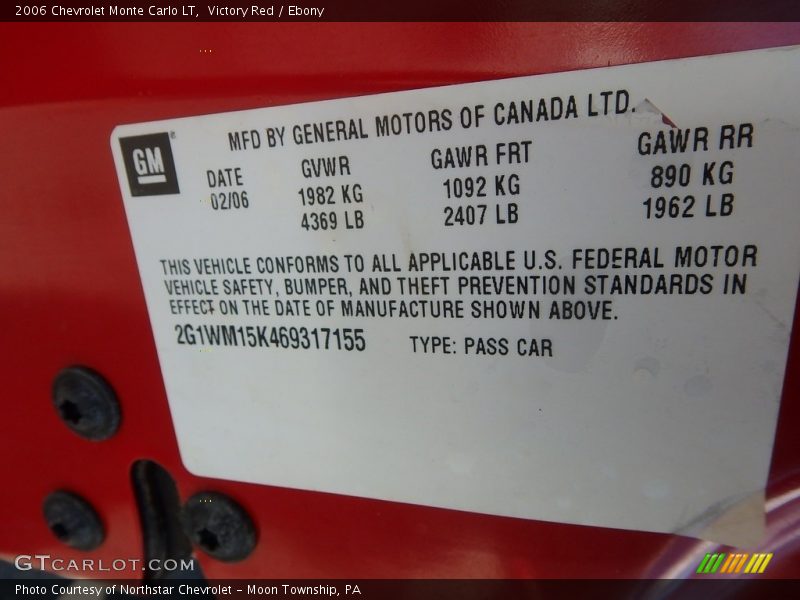 2006 Chevrolet Monte Carlo LT, Victory Red / Ebony
MFD BY GENERAL MOTORS OF CANADA LTD.
GM
DATE GVWR GAWR FRT GAWR RR
02/06 1982 KG 1092 KG 890 KG
4369 LB 2407 LB 1962 LB
THIS VEHICLE CONFORMS TO ALL APPLICABLE U.S. FEDERAL MOTOR
VEHICLE SAFETY, BUMPER, AND THEFT PREVENTION STANDARDS IN
EFFECT ON THE DATE OF MANUFACTURE SHOWN ABOVE.
2G1WM15K469317155 TYPE: PASS CAR
GTCARLOT.COM
Photo Courtesy of Northstar Chevrolet - Moon Township, PA